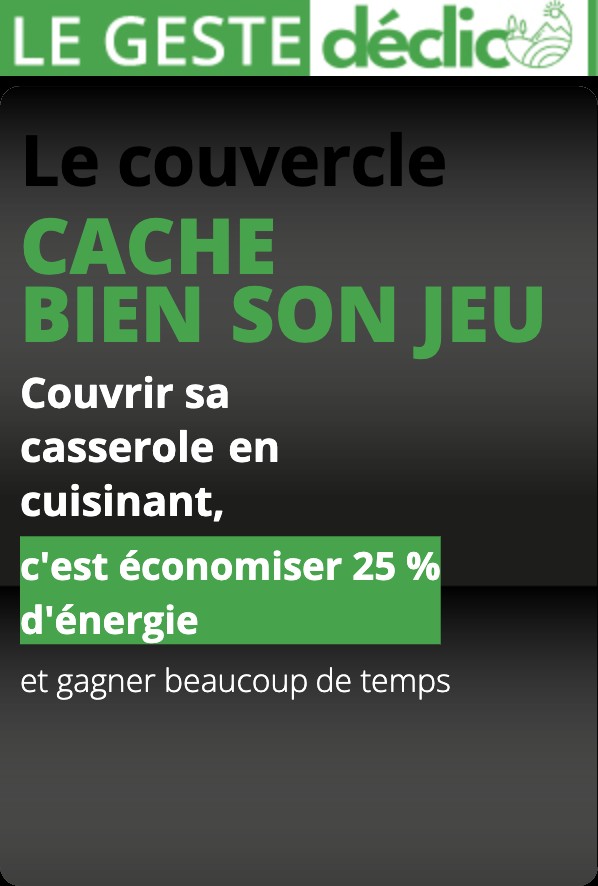 LE GESTE déclic
Le couvercle
CACHE
BIEN SON JEU
Couvrir sa
casserole en
cuisinant,
c'est économiser 25 %
d'énergie
et gagner beaucoup de temps